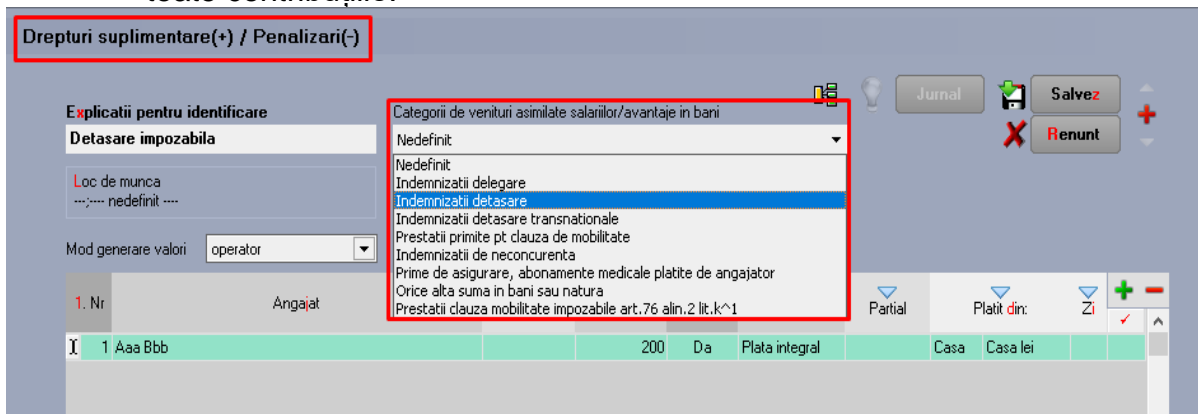 Drepturi suplimentare(+) / Penalizari(-)
Jurnal
Salvez
Explicatii pentru identificare
Categorii de venituri asimilate salariilor/avantaje in bani
Detasare impozabila
Nedefinit
Renunt
Nedefinit
Indemnizatii delegare
Loc de munca
Indemnizatii detasare
---;---- nedefinit ----
Indemnizatii detasare transnationale
Prestatii primite pt clauza de mobilitate
Mod generare valori operator
Indemnizatii de neconcurenta
Prime de asigurare, abonamente medicale platite de angajator
Orice alta suma in bani sau natura
Prestatii clauza mobilitate impozabile art.76 alin.2 lit.k^1
1. Nr Angajat Partial Platit din: Zi
1 Aaa Bbb 200 Da Plata integral Casa Casa lei